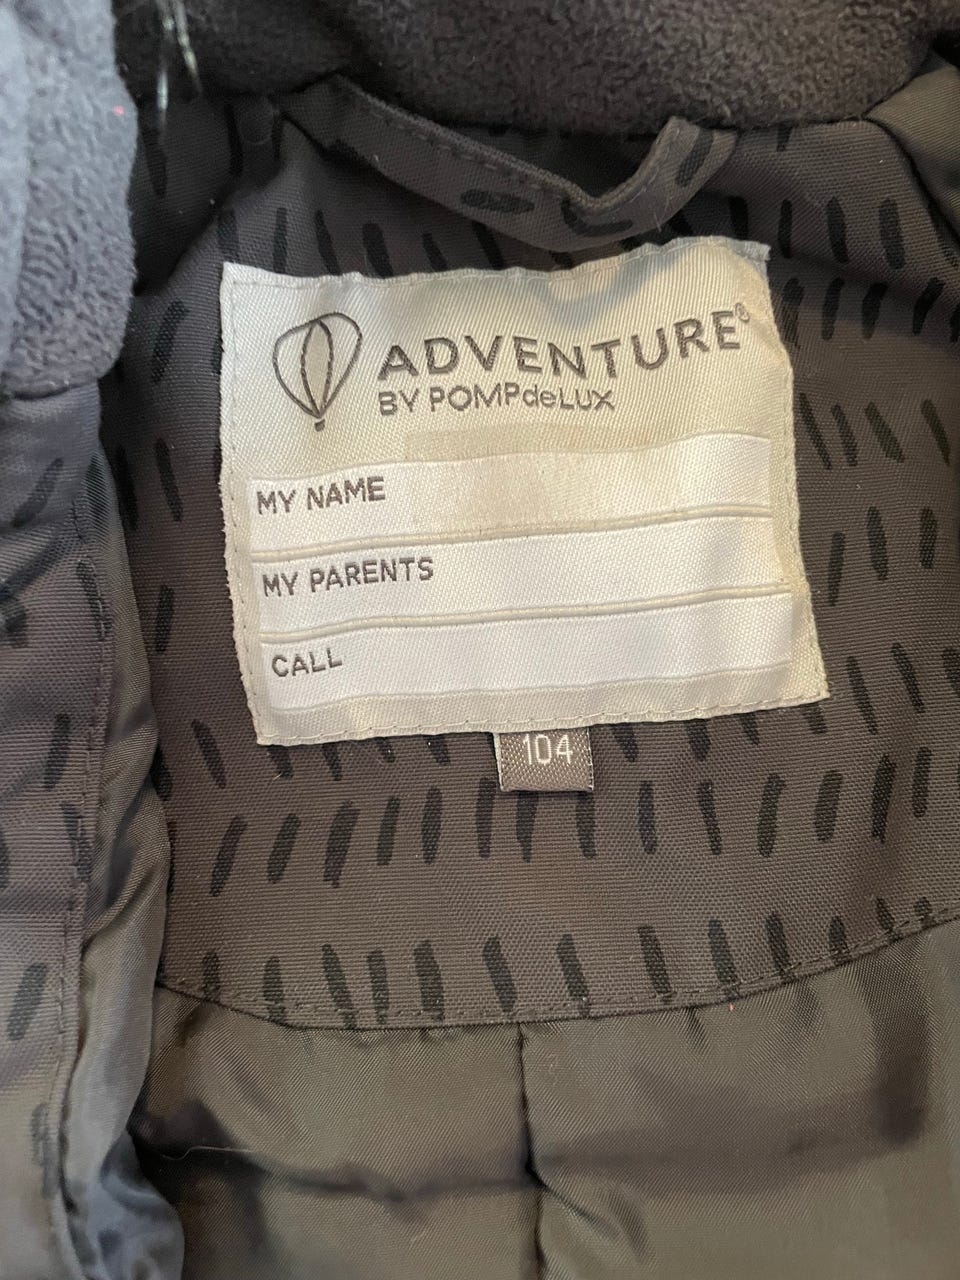 ADVENTURE®
BY POMPdeLUX
MY NAME
MY PARENTS
CALL
104